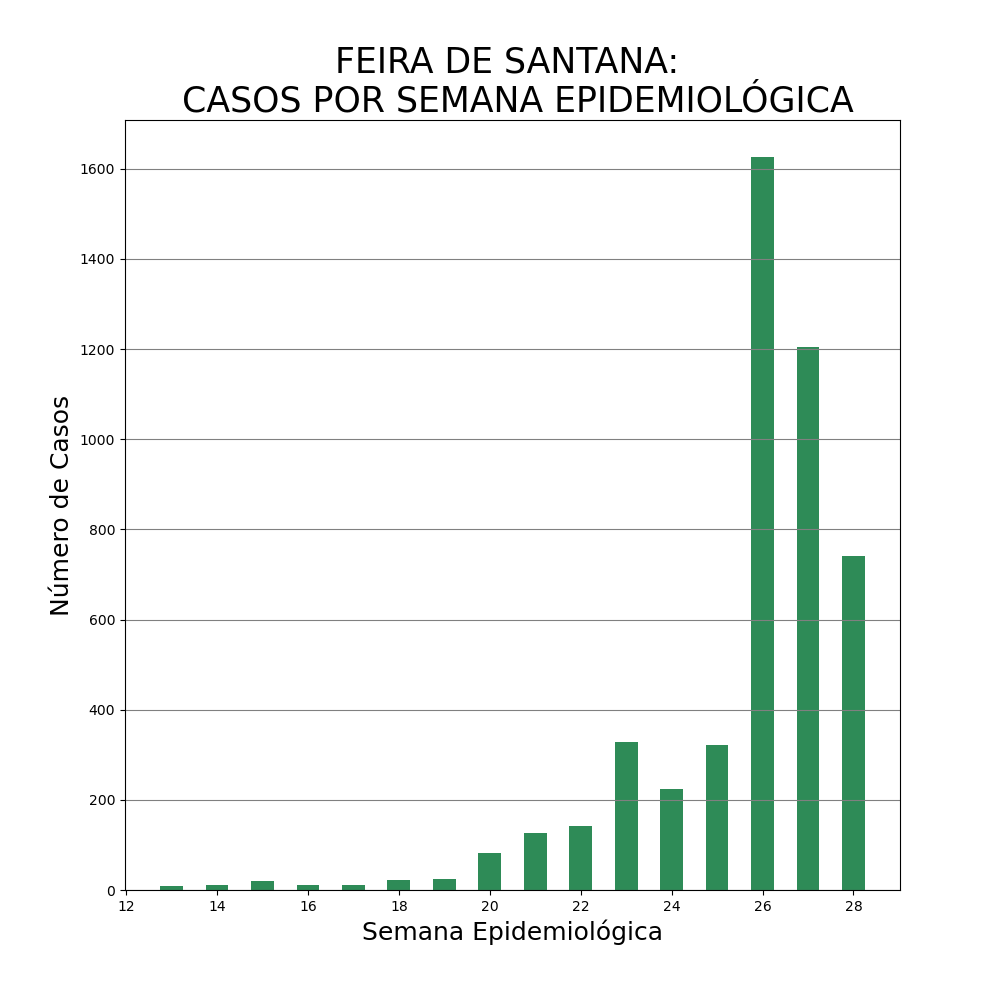 FEIRA DE SANTANA:
CASOS POR SEMANA EPIDEMIOLÓGICA
1600
1400
1200
1000
800
600
400
200
0
Número de Casos
12 14 16 18 20 22 24 26 28
Semana Epidemiológica